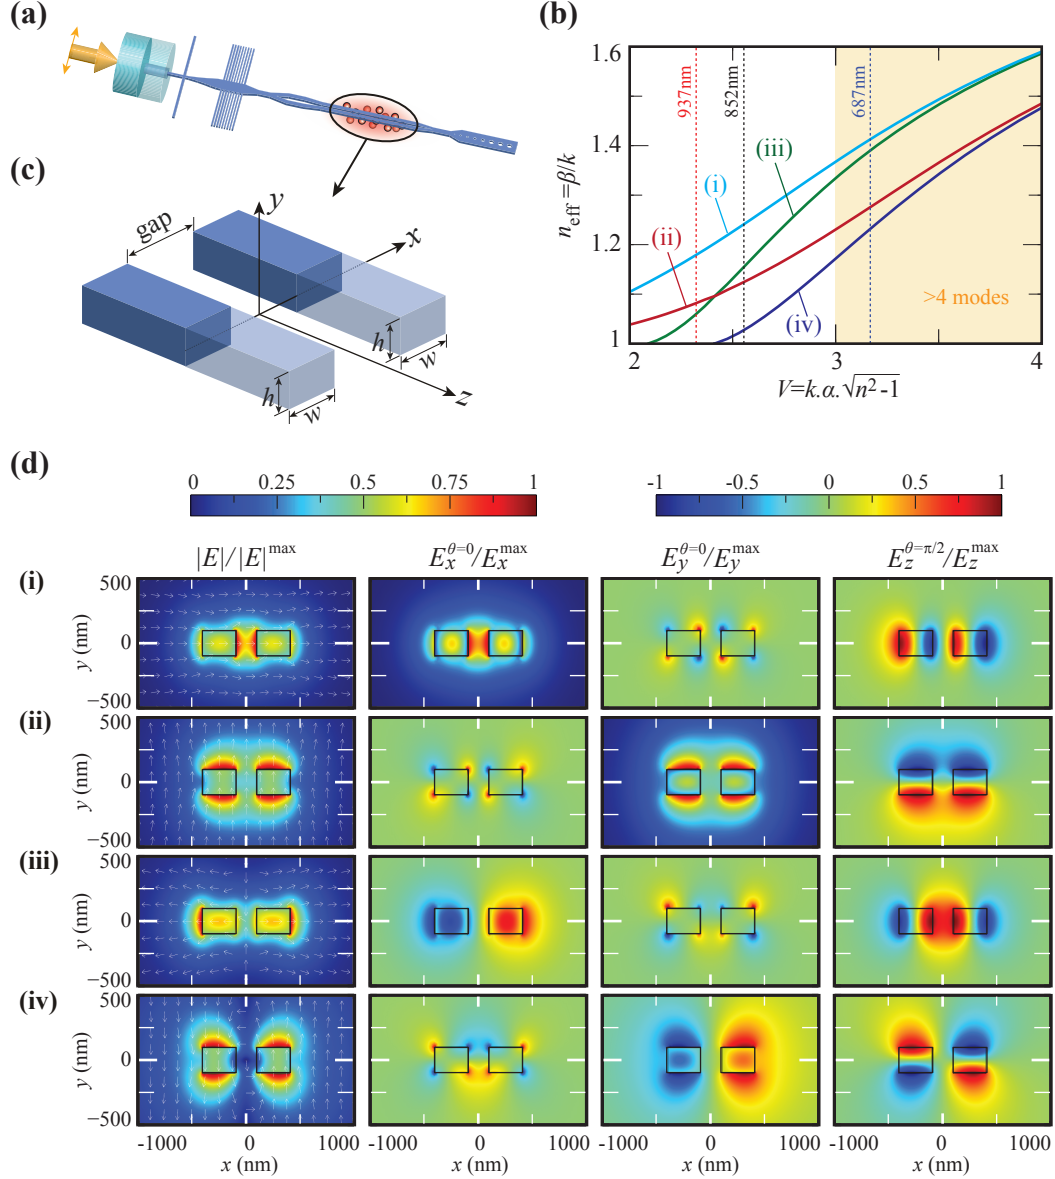 (a)
(b)
(c)
gap
y
x
z
h
w
h
w
1.6
1.4
1.2
1
n_eff=β/k
937nm
852nm
687nm
(i)
(ii)
(iii)
(iv)
>4 modes
2 3 4
V=k.α.√n²-1
(d)
0 0.25 0.5 0.75 1
-1 -0.5 0 0.5 1
|E|/|E|^max
E_x^θ=0/E_x^max
E_y^θ=0/E_y^max
E_z^θ=π/2/E_z^max
(i)
500
0
−500
y (nm)
(ii)
500
0
−500
y (nm)
(iii)
500
0
−500
y (nm)
(iv)
500
0
−500
y (nm)
-1000 0 1000 -1000 0 1000 -1000 0 1000 -1000 0 1000
x (nm) x (nm) x (nm) x (nm)